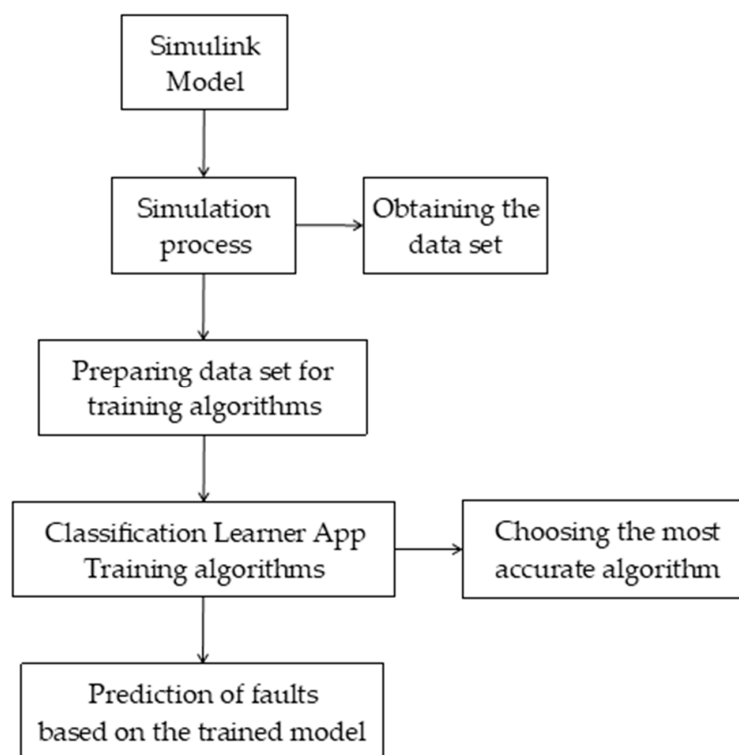 Simulink
Model
Simulation
process
Obtaining the
data set
Preparing data set for
training algorithms
Classification Learner App
Training algorithms
Choosing the most
accurate algorithm
Prediction of faults
based on the trained model